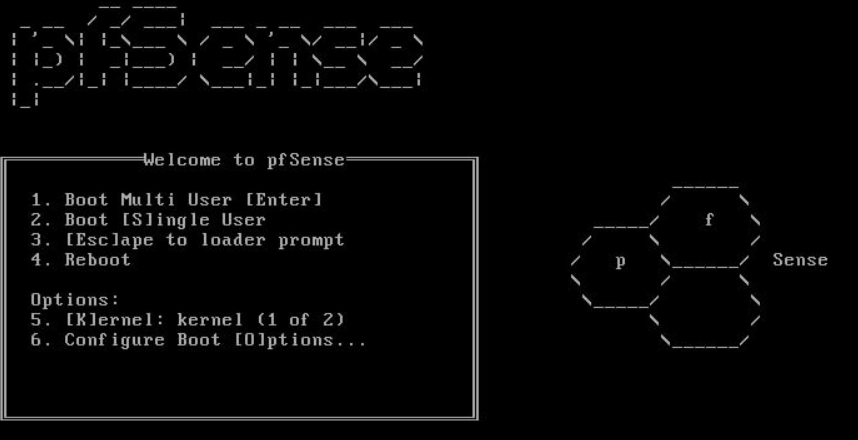 pfSense
Welcome to pfSense
1. Boot Multi User [Enter]
2. Boot [S]ingle User
3. [Esc]ape to loader prompt
4. Reboot
Options:
5. [K]ernel: kernel (1 of 2)
6. Configure Boot [O]ptions...
f
p
Sense